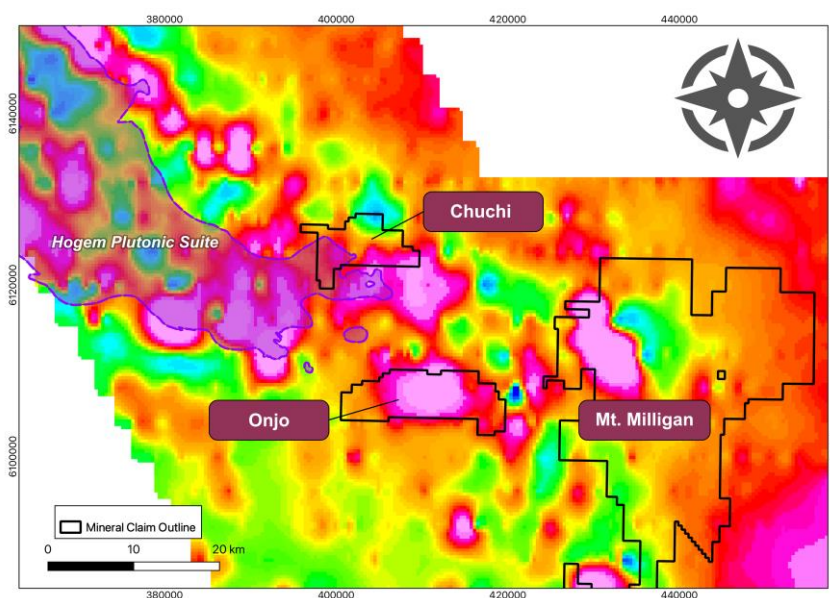 380000
400000
420000
440000
6140000
Chuchi
Hogem Plutonic Suite
6120000
Onjo
Mt. Milligan
6100000
Mineral Claim Outline
0
10
20 km
380000
400000
420000
440000